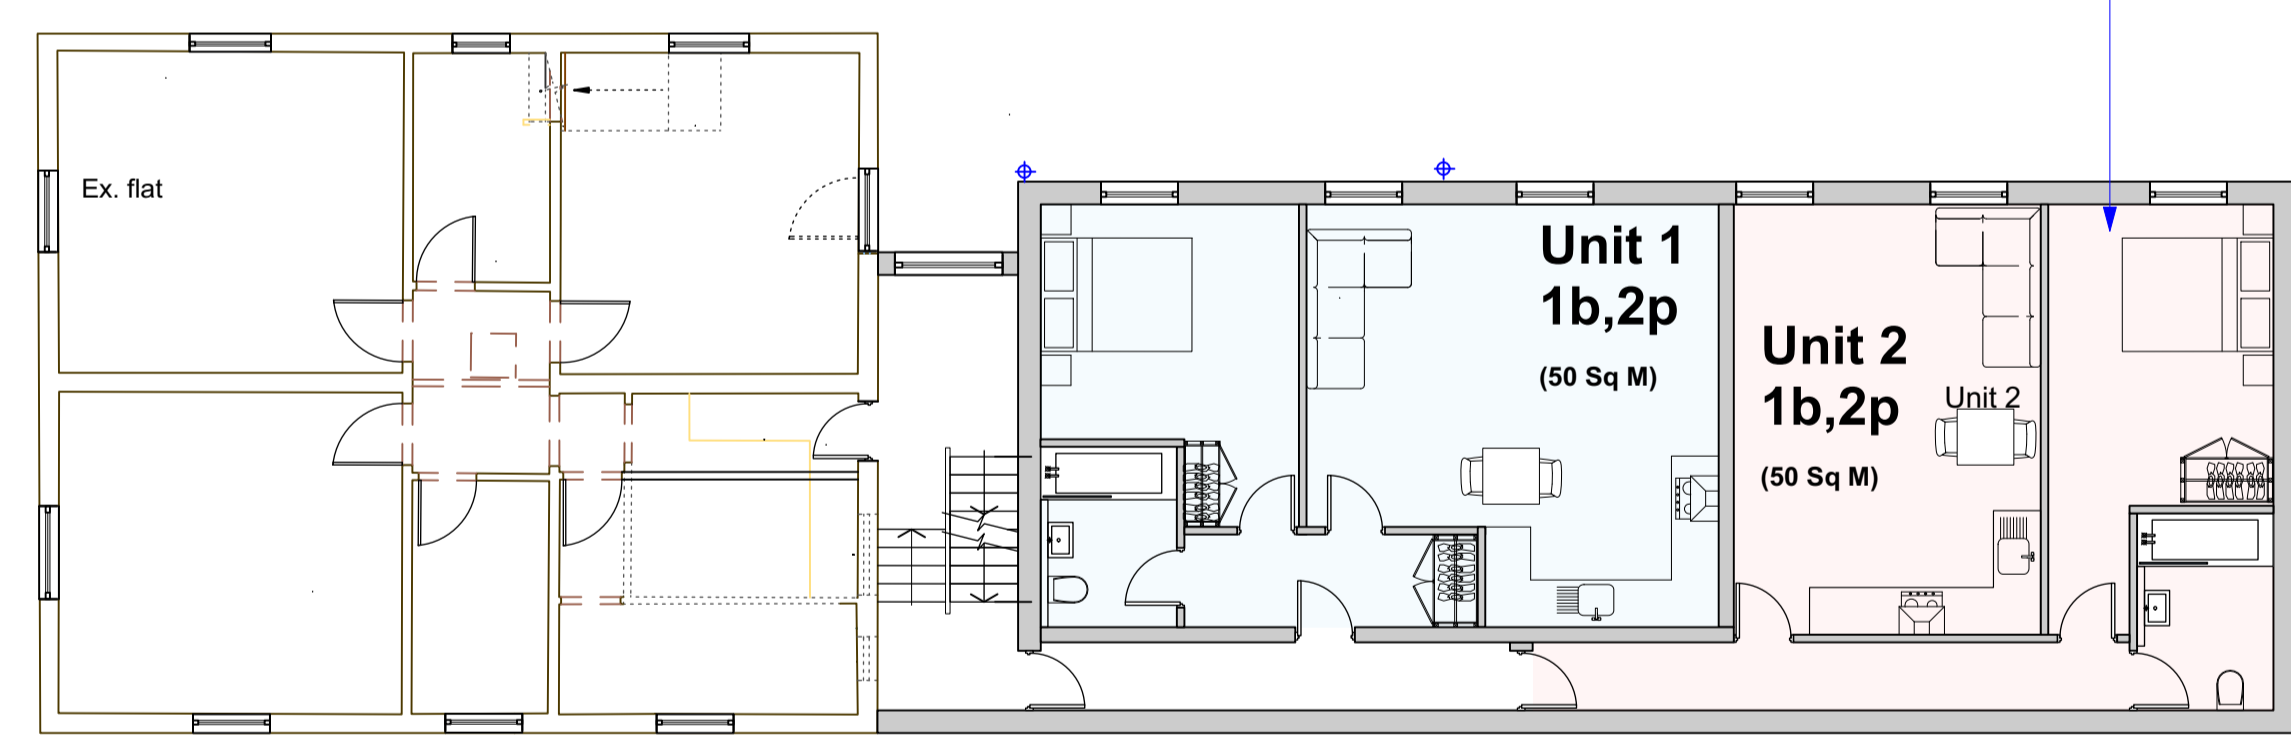 Ex. flat
Unit 1
1b,2p
(50 Sq M)
Unit 2
1b,2p
(50 Sq M)
Unit 2